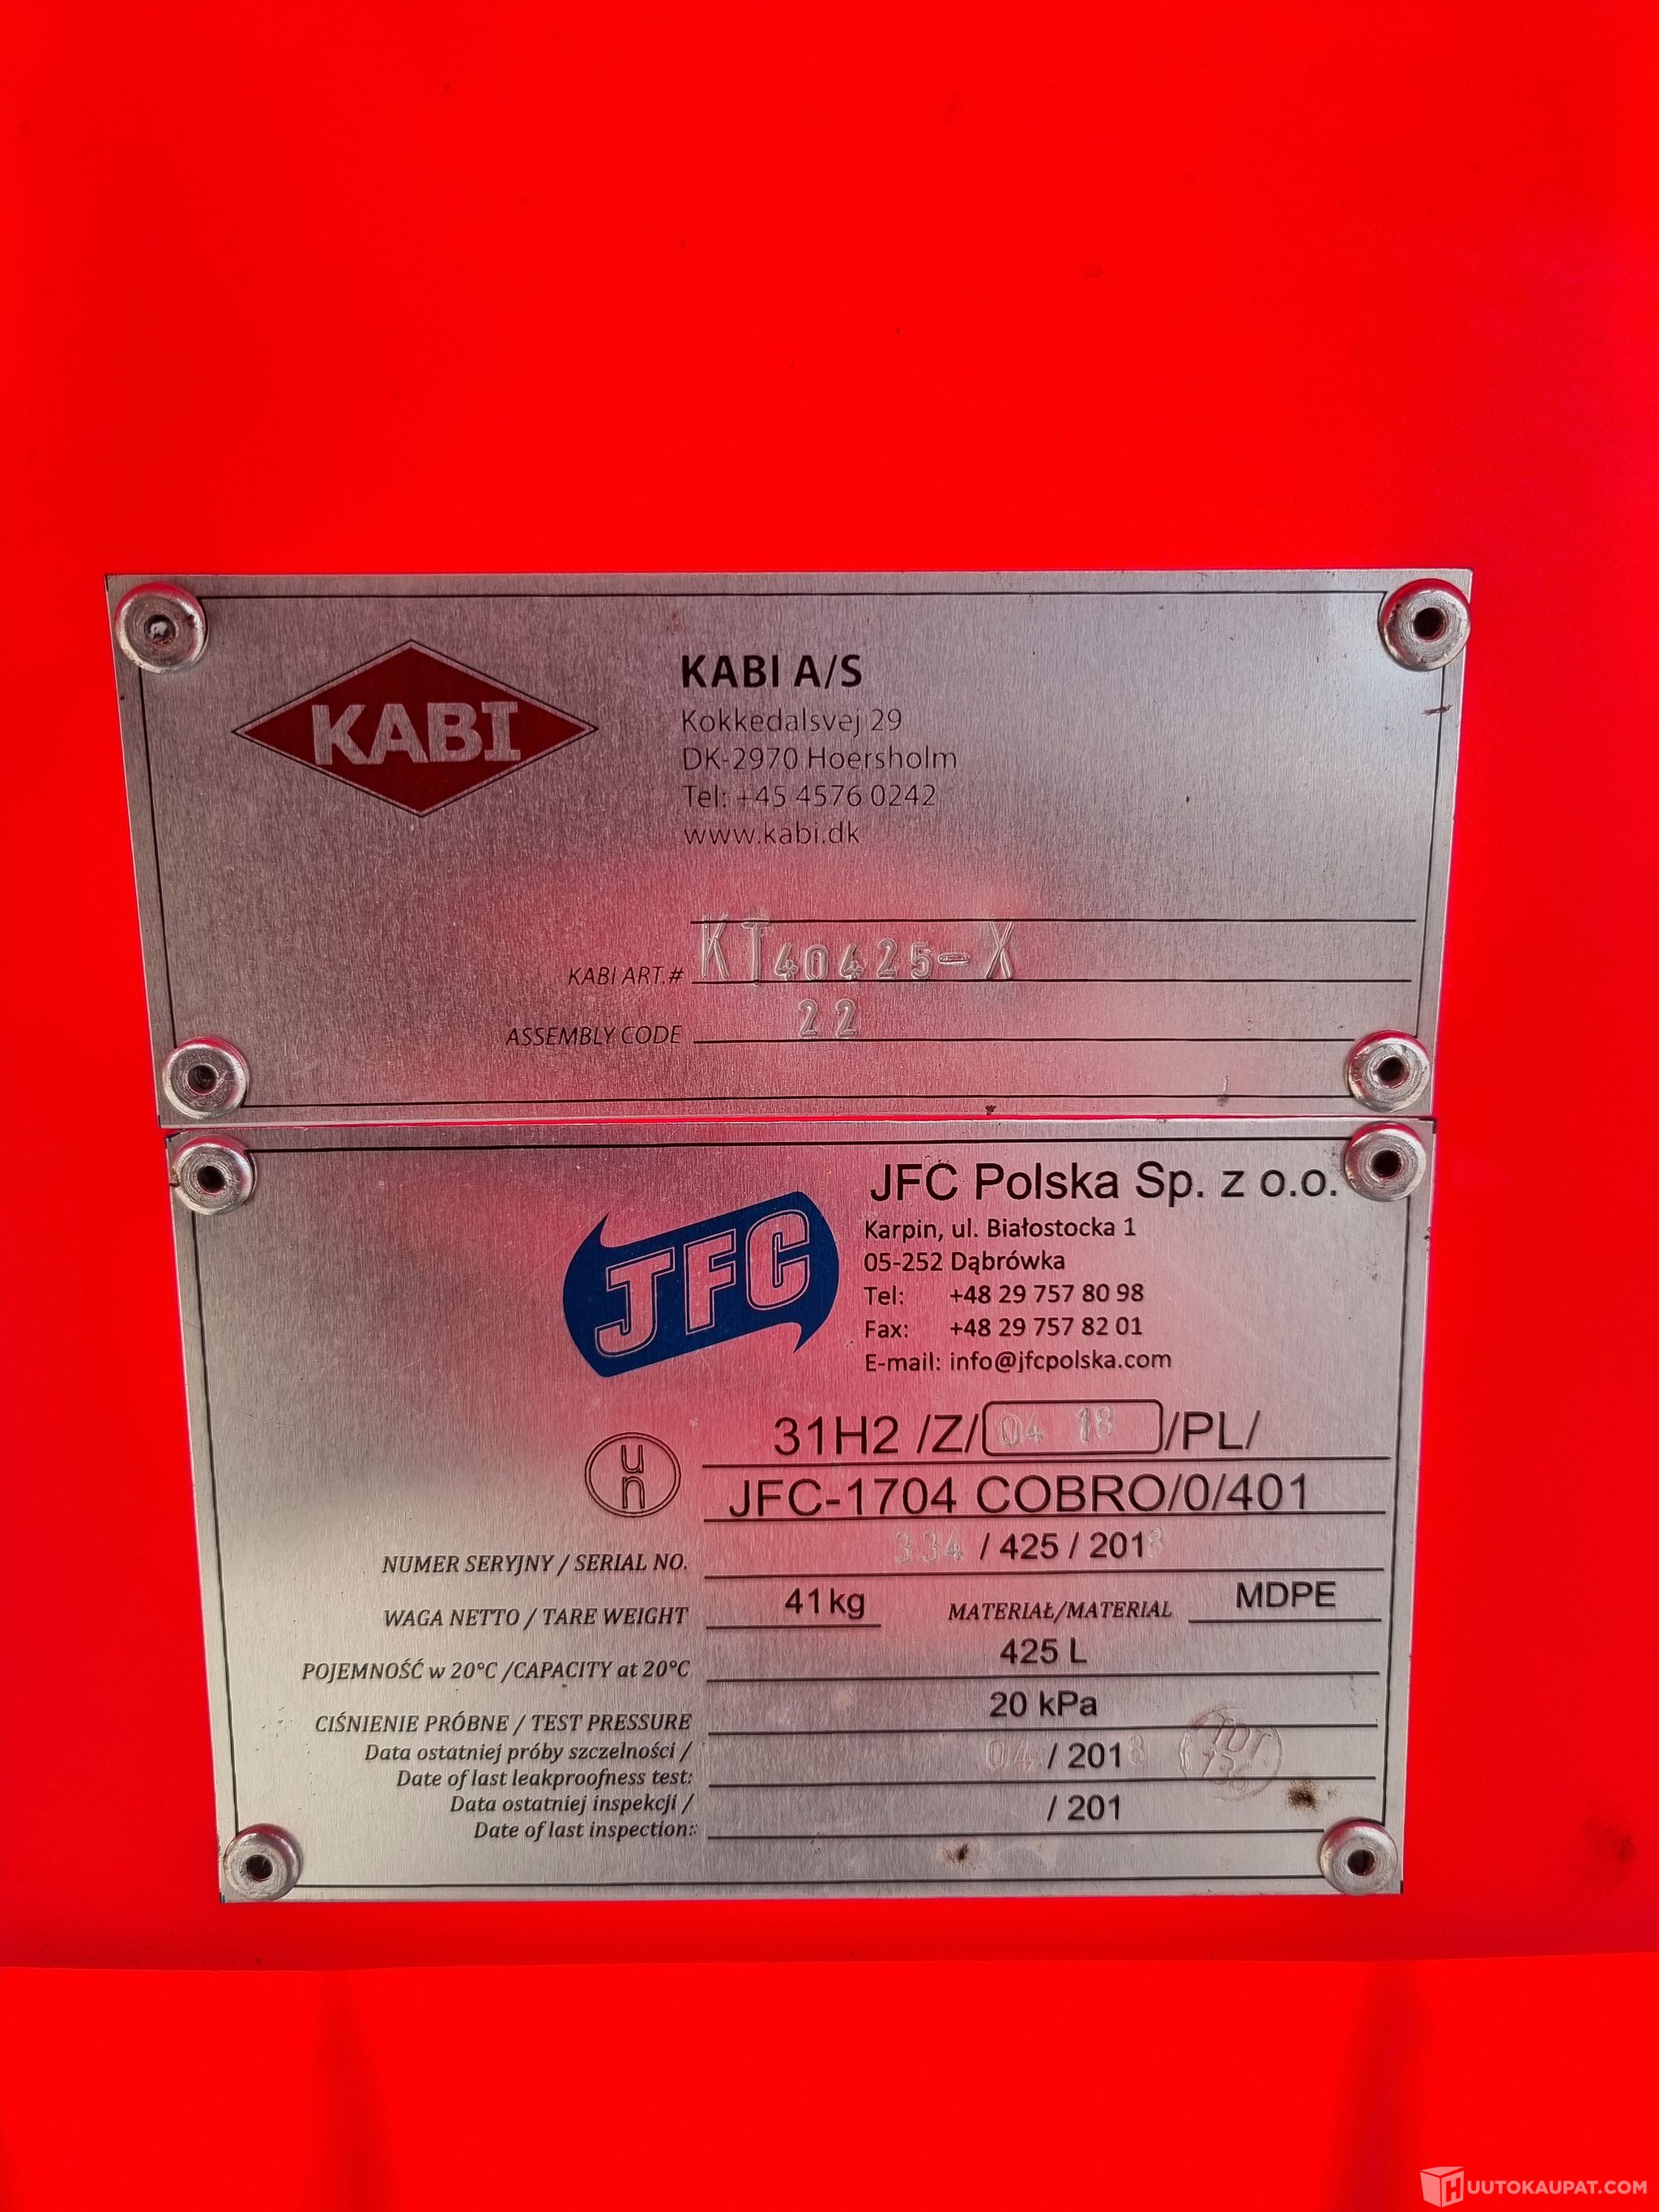 KABI
KABI A/S
Kokkedalsvej 29
DK-2970 Hoersholm
Tel: +45 4576 0242
www.kabi.dk
KABI ART.# KT40425-X
ASSEMBLY CODE 22
JFC
JFC Polska Sp. z o.o.
Karpin, ul. Białostocka 1
05-252 Dąbrówka
Tel: +48 29 757 80 98
Fax: +48 29 757 82 01
E-mail: info@jfcpolska.com
un
31H2 /Z/ 04 18 /PL/
JFC-1704 COBRO/0/401
NUMER SERYJNY / SERIAL NO. 334 / 425 / 2018
WAGA NETTO / TARE WEIGHT 41kg MATERIAŁ/MATERIAL MDPE
POJEMNOŚĆ w 20°C /CAPACITY at 20°C 425 L
CIŚNIENIE PRÓBNE / TEST PRESSURE 20 kPa
Data ostatniej próby szczelności /
Date of last leakproofness test: 04 / 2018
TDT
Data ostatniej inspekcji /
Date of last inspection: / 201
HUUTOKAUPAT.COM